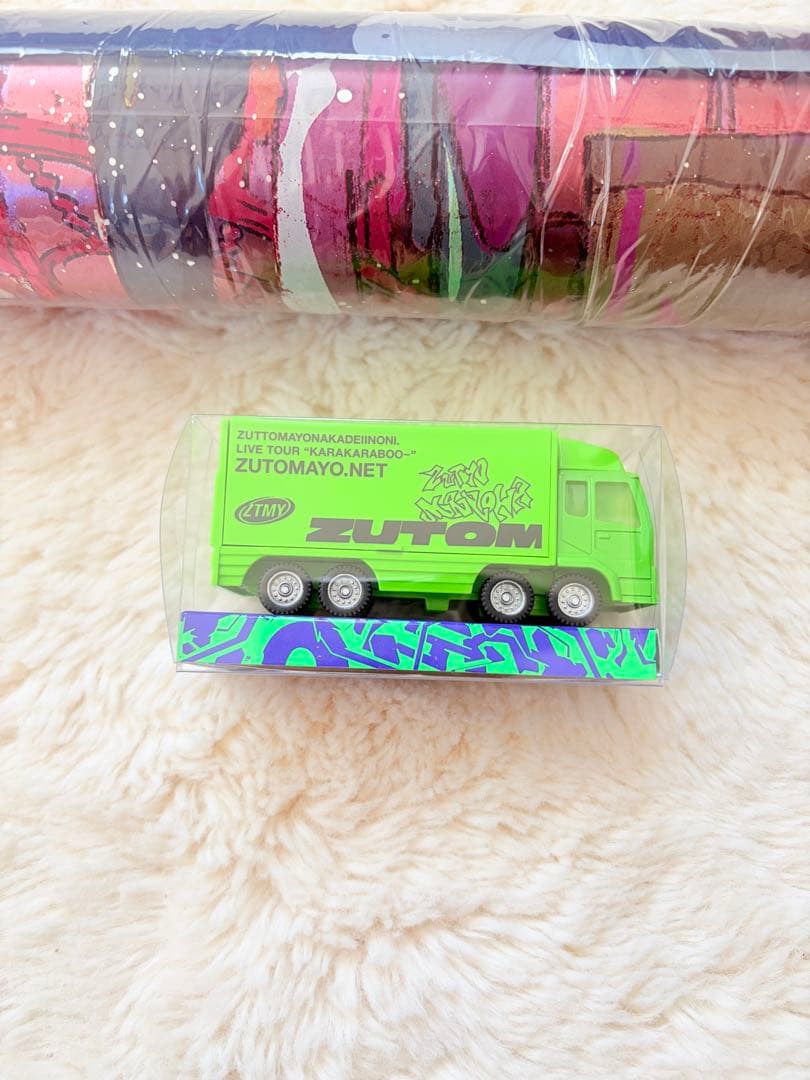 ZUTTOMAYONAKADEIINONI.
LIVE TOUR "KARAKARABOO~"
ZUTOMAYO.NET
ZTMY
ZUTOM